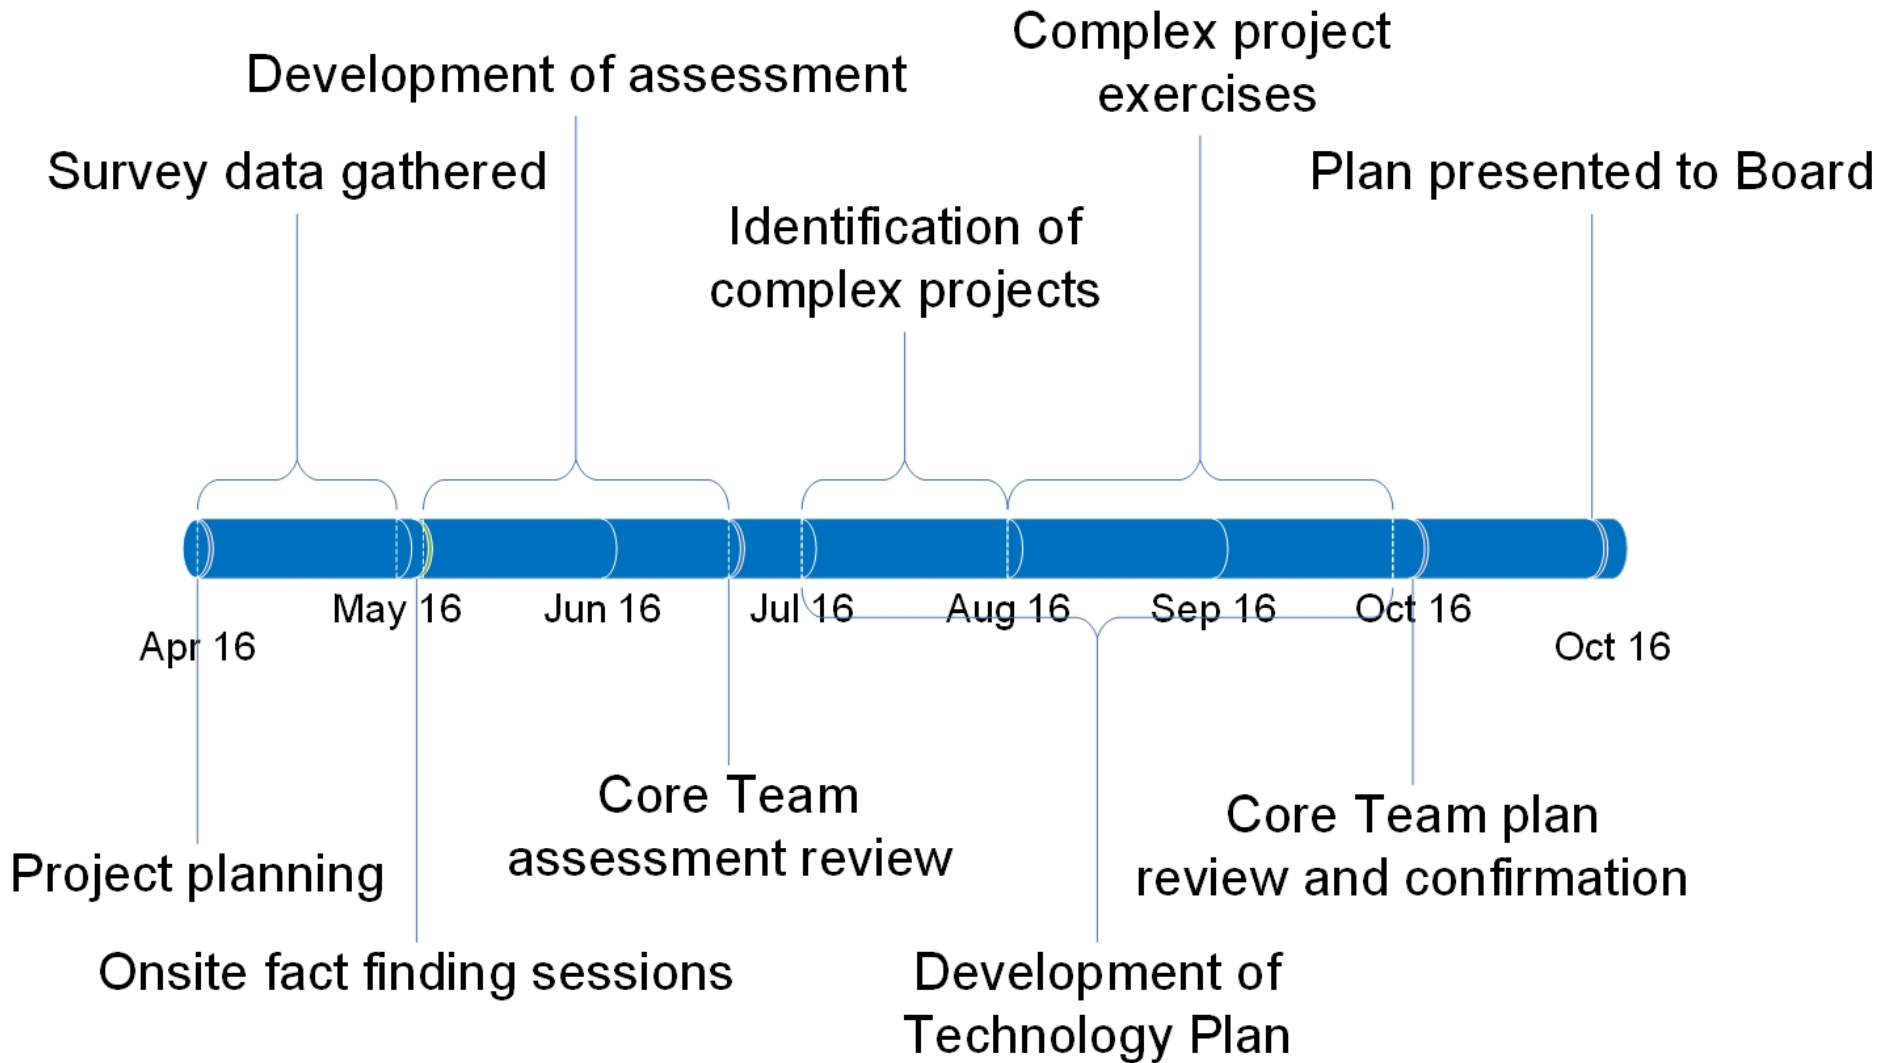 Complex project
exercises
Development of assessment
Survey data gathered
Plan presented to Board
Identification of
complex projects
May 16
Jun 16
Jul 16
Aug 16
Sep 16
Oct 16
Apr 16
Oct 16
Core Team
assessment review
Core Team plan
review and confirmation
Project planning
Onsite fact finding sessions
Development of
Technology Plan